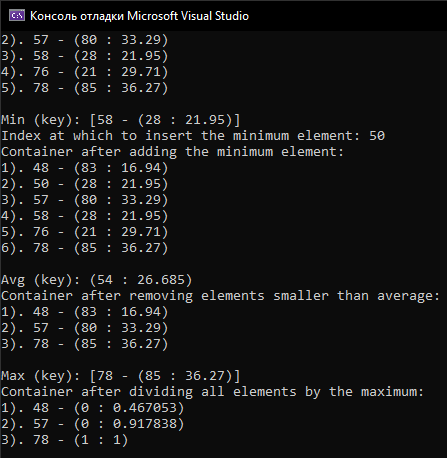 Консоль отладки Microsoft Visual Studio
2). 57 - (80 : 33.29)
3). 58 - (28 : 21.95)
4). 76 - (21 : 29.71)
5). 78 - (85 : 36.27)
Min (key): [58 - (28 : 21.95)]
Index at which to insert the minimum element: 50
Container after adding the minimum element:
1). 48 - (83 : 16.94)
2). 50 - (28 : 21.95)
3). 57 - (80 : 33.29)
4). 58 - (28 : 21.95)
5). 76 - (21 : 29.71)
6). 78 - (85 : 36.27)
Avg (key): (54 : 26.685)
Container after removing elements smaller than average:
1). 48 - (83 : 16.94)
2). 57 - (80 : 33.29)
3). 78 - (85 : 36.27)
Max (key): [78 - (85 : 36.27)]
Container after dividing all elements by the maximum:
1). 48 - (0 : 0.467053)
2). 57 - (0 : 0.917838)
3). 78 - (1 : 1)